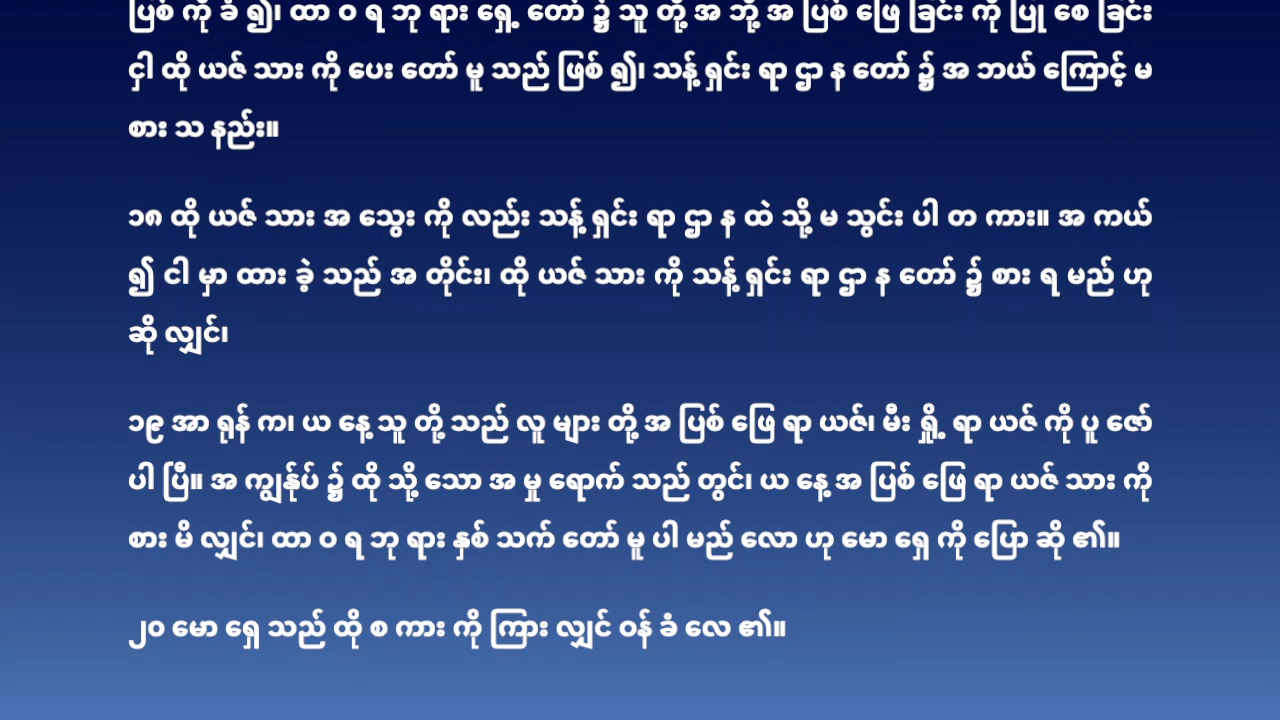 ပြစ် ကို ခံ ၍၊ ထာ ဝ ရ ဘု ရား ရှေ့ တော် ၌ သူ တို့ အ ဘို့ အ ပြစ် ဖြေ ခြင်း ကို ပြု စေ ခြင်း
ငှါ ထို ယဇ် သား ကို ပေး တော် မူ သည် ဖြစ် ၍၊ သန့် ရှင်း ရာ ဌာ န တော် ၌ အ ဘယ် ကြောင့် မ
စား သ နည်း။
၁၈ ထို ယဇ် သား အ သွေး ကို လည်း သန့် ရှင်း ရာ ဌာ န ထဲ သို့ မ သွင်း ပါ တ ကား။ အ ကယ်
၍ ငါ မှာ ထား ခဲ့ သည် အ တိုင်း၊ ထို ယဇ် သား ကို သန့် ရှင်း ရာ ဌာ န တော် ၌ စား ရ မည် ဟု
ဆို လျှင်၊
၁၉ အာ ရုန် က၊ ယ နေ့ သူ တို့ သည် လူ များ တို့ အ ပြစ် ဖြေ ရာ ယဇ်၊ မီး ရှို့ ရာ ယဇ် ကို ပူ ဇော်
ပါ ပြီ။ အ ကျွန်ုပ် ၌ ထို သို့ သော အ မှု ရောက် သည် တွင်၊ ယ နေ့ အ ပြစ် ဖြေ ရာ ယဇ် သား ကို
စား မိ လျှင်၊ ထာ ဝ ရ ဘု ရား နှစ် သက် တော် မူ ပါ မည် လော ဟု မော ရှေ ကို ပြော ဆို ၏။
၂၀ မော ရှေ သည် ထို စ ကား ကို ကြား လျှင် ဝန် ခံ လေ ၏။